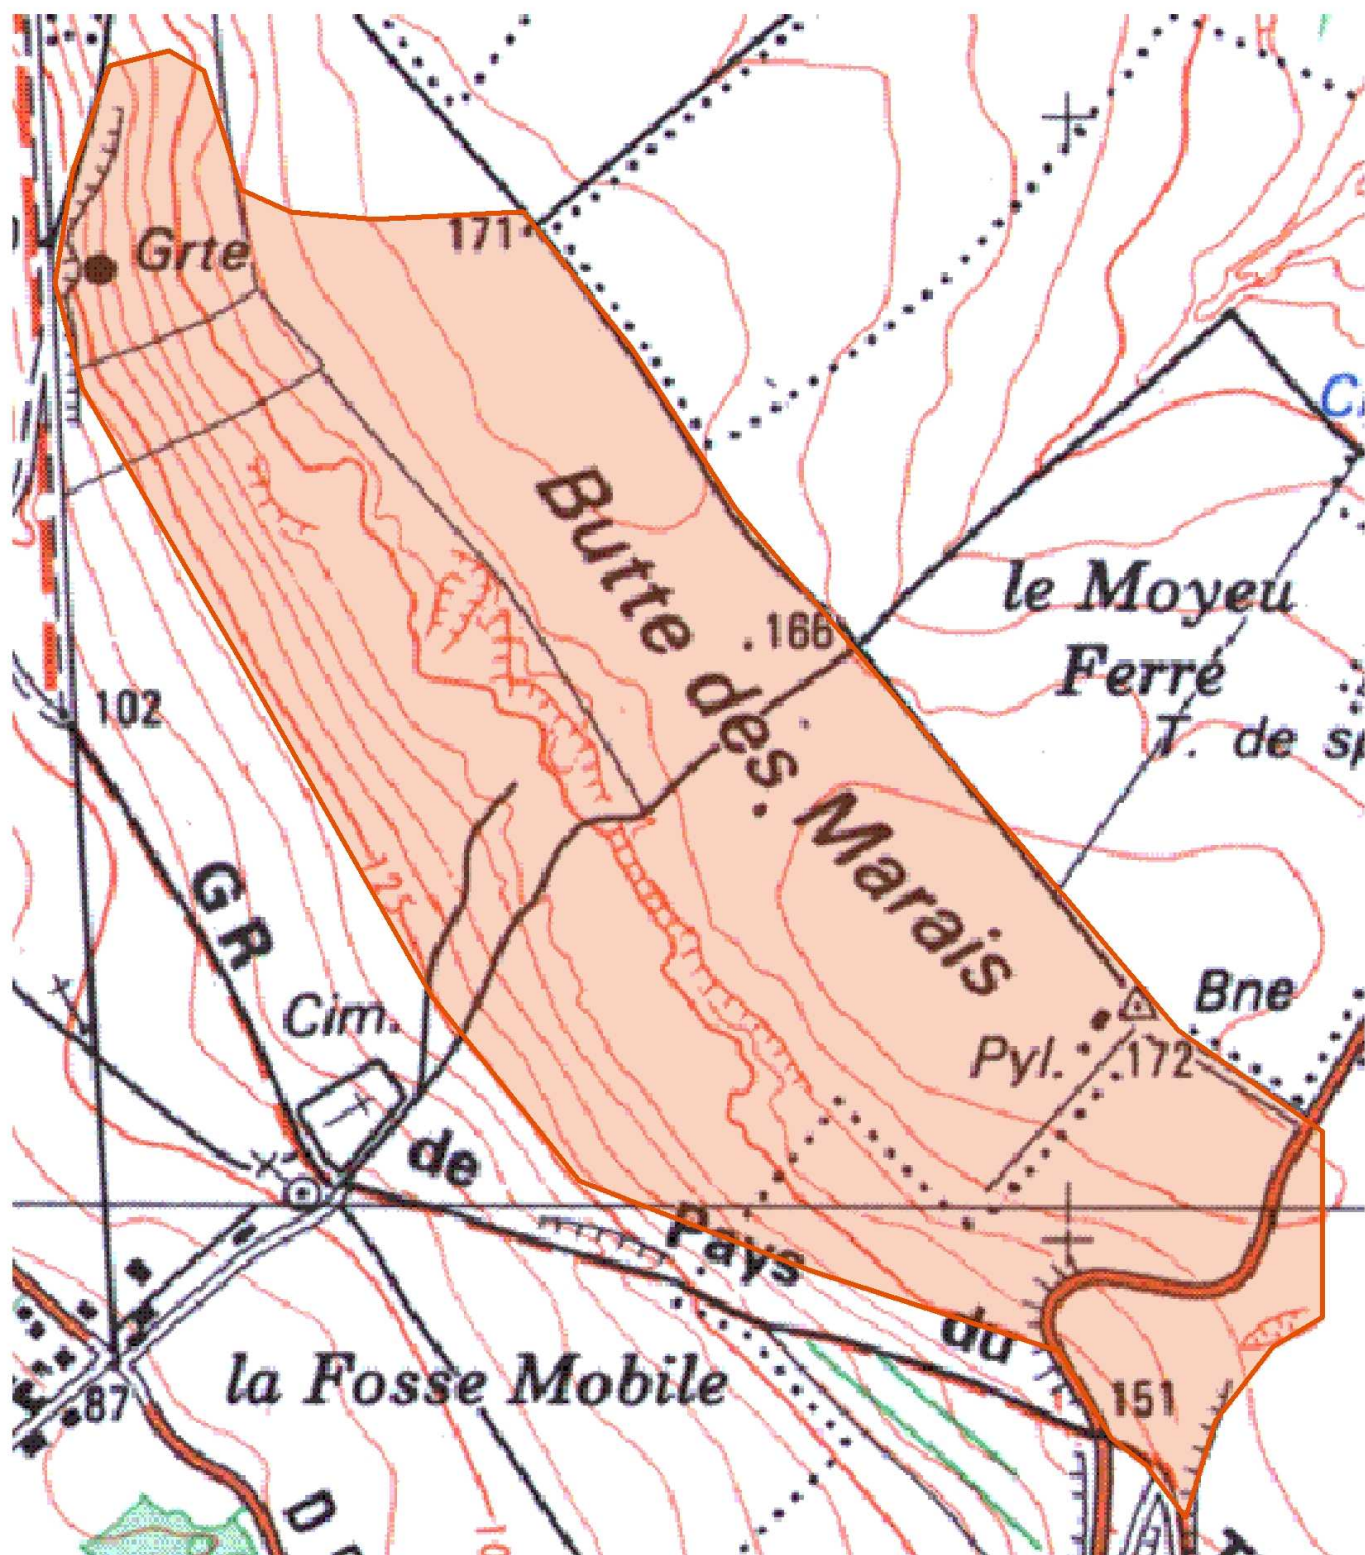 171
Grte
Butte des Marais
166
le Moyeu
Ferré
T. de sp
102
125
GR
Cim.
de
Pays
du
Bne
Pyl.
172
151
la Fosse Mobile
87